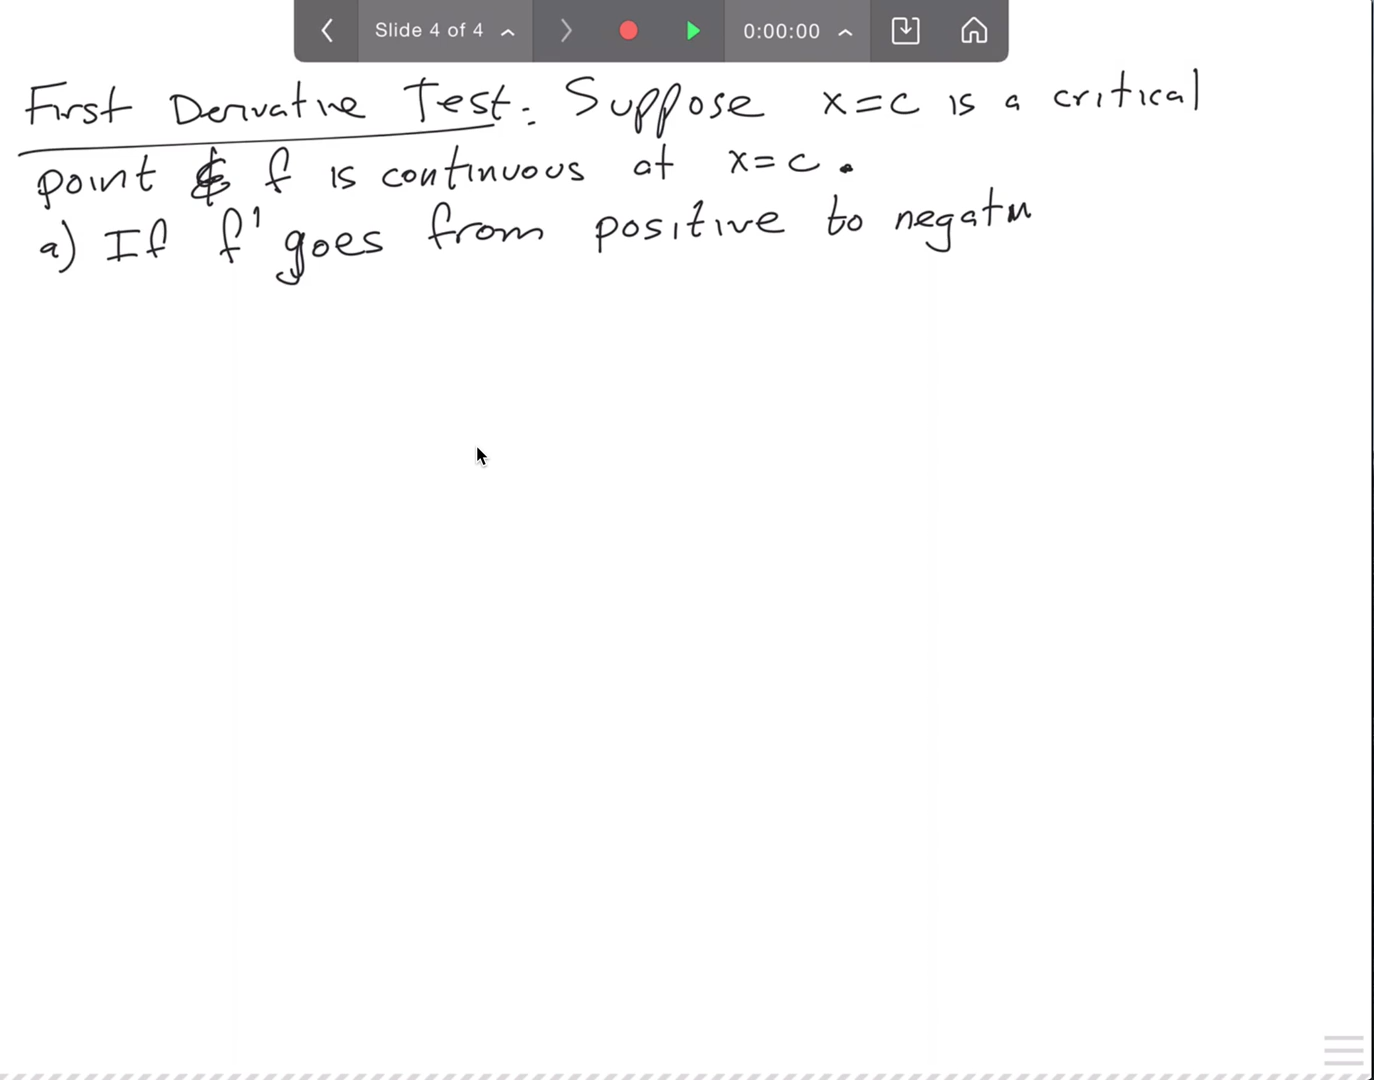 Slide 4 of 4
0:00:00
First Derivative Test: Suppose x=c is a critical
point & f is continuous at x=c.
a) If f' goes from positive to negativ